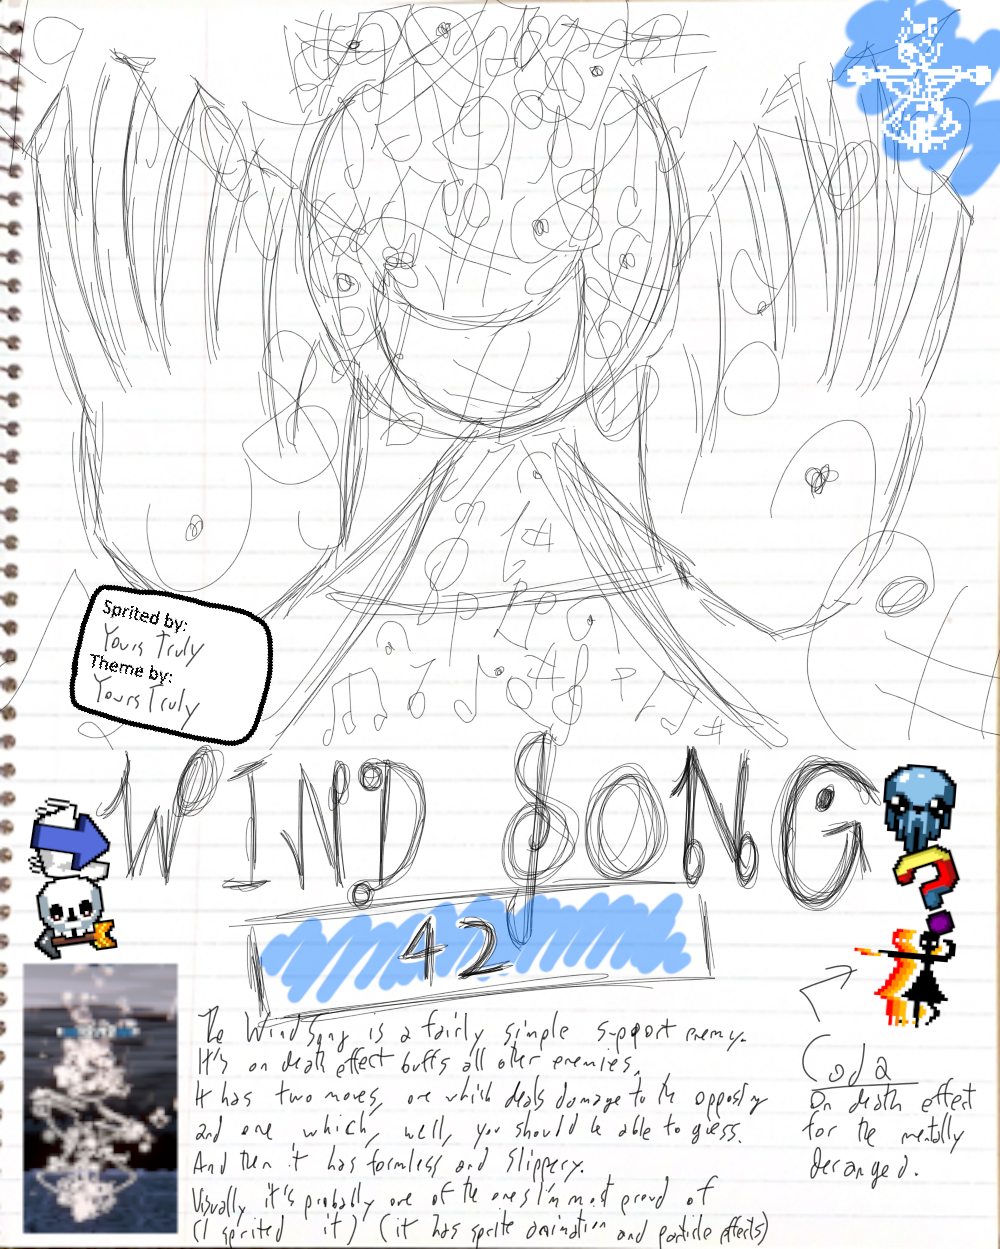 Sprited by:
Yours Truly
Theme by:
Yours Truly
WIND SONG
42
The Wind Song is a fairly simple support enemy.
It's on death effect buffs all other enemies.
It has two moves, one which deals damage to the opposing
and one which, well, you should be able to guess.
And then it has formless and slippery.
Visually it's probably one of the ones I'm most proud of
(I sprited it) (it has sprite animation and particle effects)
Coda
On death effect
for the mentally
deranged.